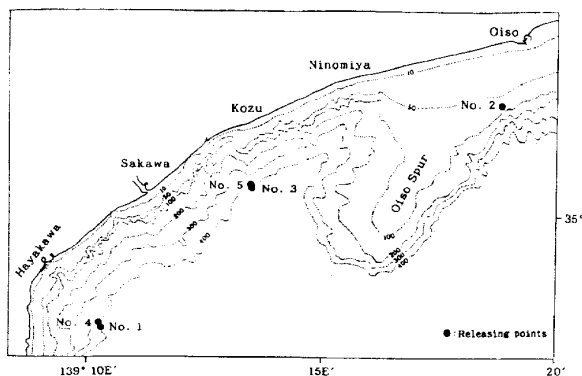 Oiso
Ninomiya
10
Kozu
No. 2
50
Sakawa
No. 5
No. 3
Oiso Spur
10
50
100
200
300
400
35°
Hayakawa
100
200
300
400
No. 4
No. 1
●:Releasing points
139° 10'E
15'E
20'